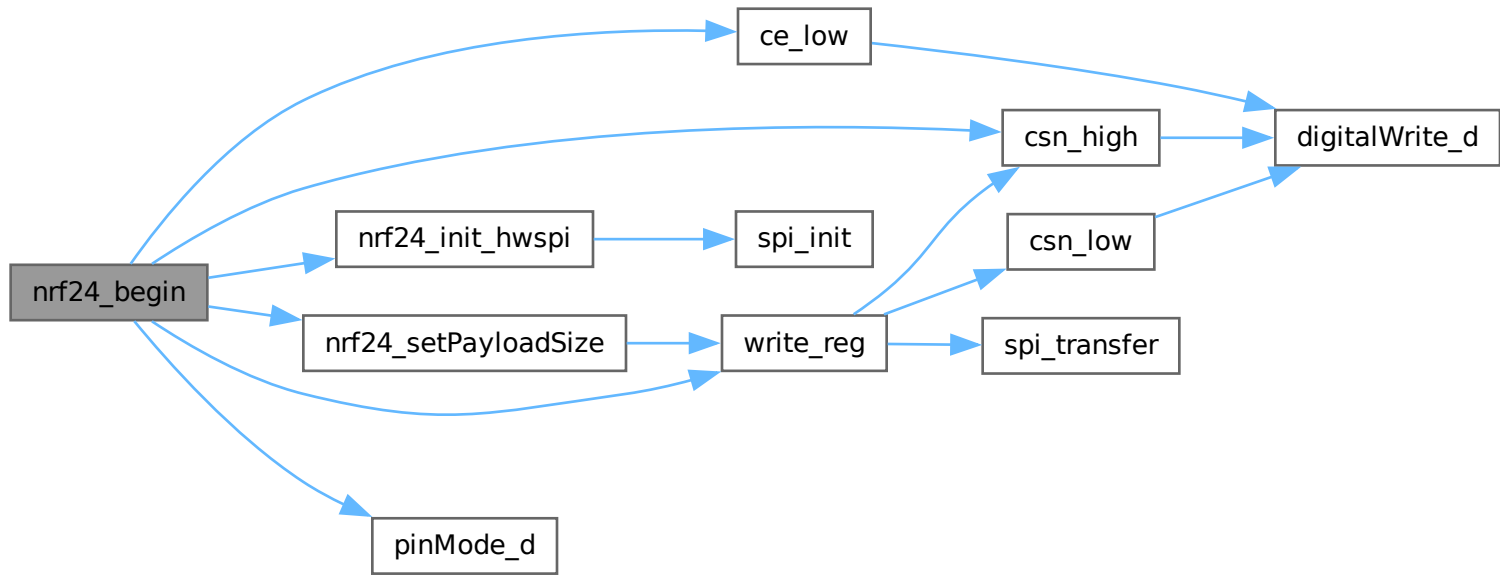 ce_low
csn_high
digitalWrite_d
nrf24_init_hwspi
spi_init
csn_low
nrf24_begin
nrf24_setPayloadSize
write_reg
spi_transfer
pinMode_d